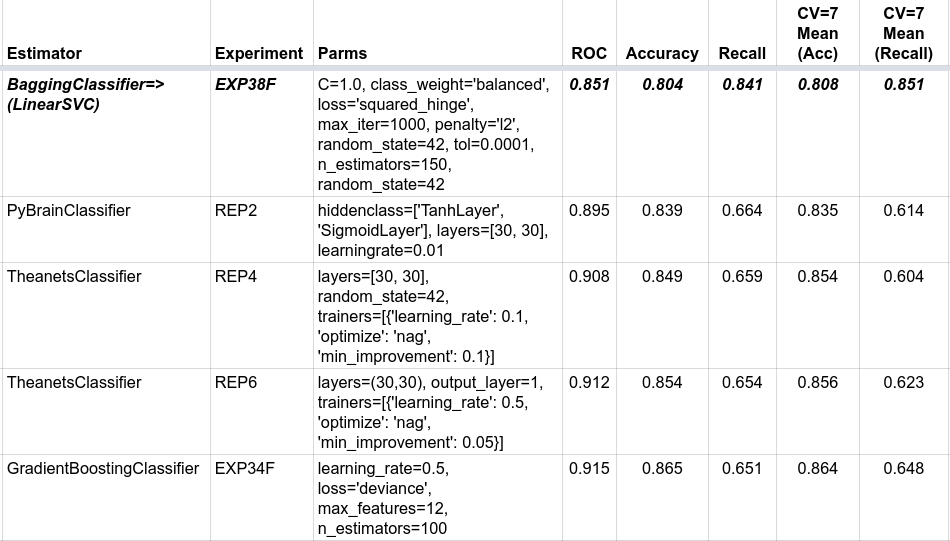 Estimator Experiment Parms ROC Accuracy Recall CV=7 Mean (Acc) CV=7 Mean (Recall)
BaggingClassifier=> EXP38F C=1.0, class_weight='balanced', 0.851 0.804 0.841 0.808 0.851
(LinearSVC) loss='squared_hinge',
max_iter=1000, penalty='l2',
random_state=42, tol=0.0001,
n_estimators=150,
random_state=42
PyBrainClassifier REP2 hiddenclass=['TanhLayer', 0.895 0.839 0.664 0.835 0.614
'SigmoidLayer'], layers=[30, 30],
learningrate=0.01
TheanetsClassifier REP4 layers=[30, 30], 0.908 0.849 0.659 0.854 0.604
random_state=42,
trainers=[{'learning_rate': 0.1,
'optimize': 'nag',
'min_improvement': 0.1}]
TheanetsClassifier REP6 layers=(30,30), output_layer=1, 0.912 0.854 0.654 0.856 0.623
trainers=[{'learning_rate': 0.5,
'optimize': 'nag',
'min_improvement': 0.05}]
GradientBoostingClassifier EXP34F learning_rate=0.5, 0.915 0.865 0.651 0.864 0.648
loss='deviance',
max_features=12,
n_estimators=100